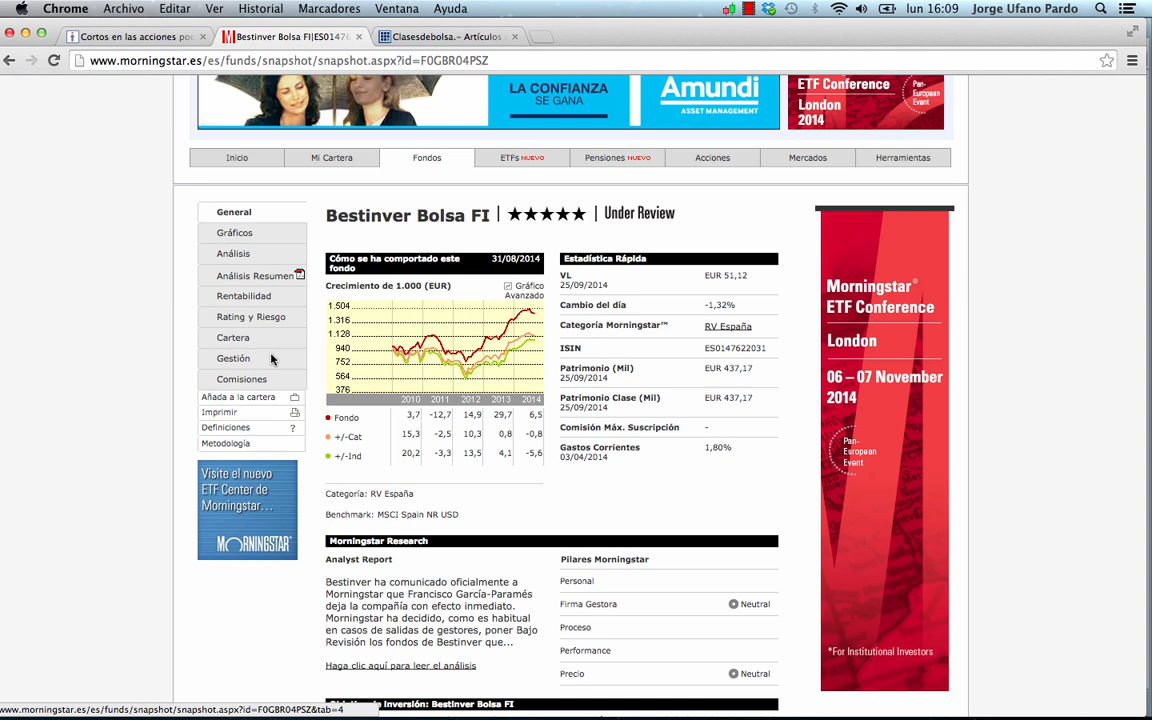 Chrome Archivo Editar Ver Historial Marcadores Ventana Ayuda lun 16:09 Jorge Ufano Pardo
Cortos en las acciones po
Bestinver Bolsa FI|ES0147
Clasesdebolsa.– Artículos
www.morningstar.es/es/funds/snapshot/snapshot.aspx?id=F0GBR04PSZ
LA CONFIANZA
SE GANA
Amundi
ASSET MANAGEMENT
ETF Conference
London
2014
Pan-
European
Event
Inicio Mi Cartera Fondos ETFs NUEVO Pensiones NUEVO Acciones Mercados Herramientas
General
Gráficos
Análisis
Análisis Resumen
Rentabilidad
Rating y Riesgo
Cartera
Gestión
Comisiones
Añada a la cartera
Imprimir
Definiciones ?
Metodología
Visite el nuevo
ETF Center de
Morningstar...
MORNINGSTAR®
Bestinver Bolsa FI | ★★★★★ | Under Review
Cómo se ha comportado este 31/08/2014
fondo
Crecimiento de 1.000 (EUR) Gráfico
Avanzado
1.504
1.316
1.128
940
752
564
376
2010 2011 2012 2013 2014
Fondo 3,7 -12,7 14,9 29,7 6,5
+/-Cat 15,3 -2,5 10,3 0,8 -0,8
+/-Ind 20,2 -3,3 13,5 4,1 -5,6
Categoría: RV España
Benchmark: MSCI Spain NR USD
Estadística Rápida
VL EUR 51,12
25/09/2014
Cambio del día -1,32%
Categoría Morningstar™ RV España
ISIN ES0147622031
Patrimonio (Mil) EUR 437,17
25/09/2014
Patrimonio Clase (Mil) EUR 437,17
25/09/2014
Comisión Máx. Suscripción -
Gastos Corrientes 1,80%
03/04/2014
Morningstar Research
Analyst Report
Bestinver ha comunicado oficialmente a
Morningstar que Francisco García-Paramés
deja la compañía con efecto inmediato.
Morningstar ha decidido, como es habitual
en casos de salidas de gestores, poner Bajo
Revisión los fondos de Bestinver que...
Haga clic aquí para leer el análisis
Pilares Morningstar
Personal
Firma Gestora Neutral
Proceso
Performance
Precio Neutral
inversión: Bestinver Bolsa FI
Morningstar®
ETF Conference
London
06 – 07 November
2014
Pan-
European
Event
*For Institutional Investors
www.morningstar.es/es/funds/snapshot/snapshot.aspx?id=F0GBR04PSZ&tab=4